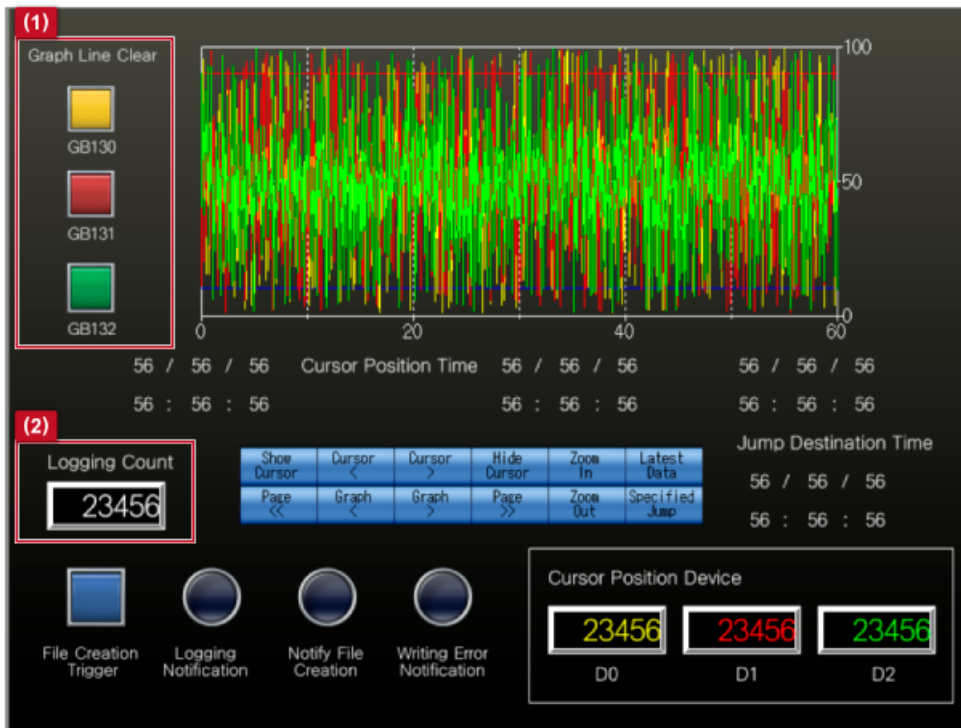 (1)
Graph Line Clear
GB130
GB131
GB132
100
50
0
0 20 40 60
56 / 56 / 56 Cursor Position Time 56 / 56 / 56 56 / 56 / 56
56 : 56 : 56 56 : 56 : 56 56 : 56 : 56
(2)
Logging Count
23456
Show Cursor
Cursor <
Cursor >
Hide Cursor
Zoom In
Latest Data
Page <<
Graph <
Graph >
Page >>
Zoom Out
Specified Jump
Jump Destination Time
56 / 56 / 56
56 : 56 : 56
File Creation
Trigger
Logging
Notification
Notify File
Creation
Writing Error
Notification
Cursor Position Device
23456 23456 23456
D0 D1 D2